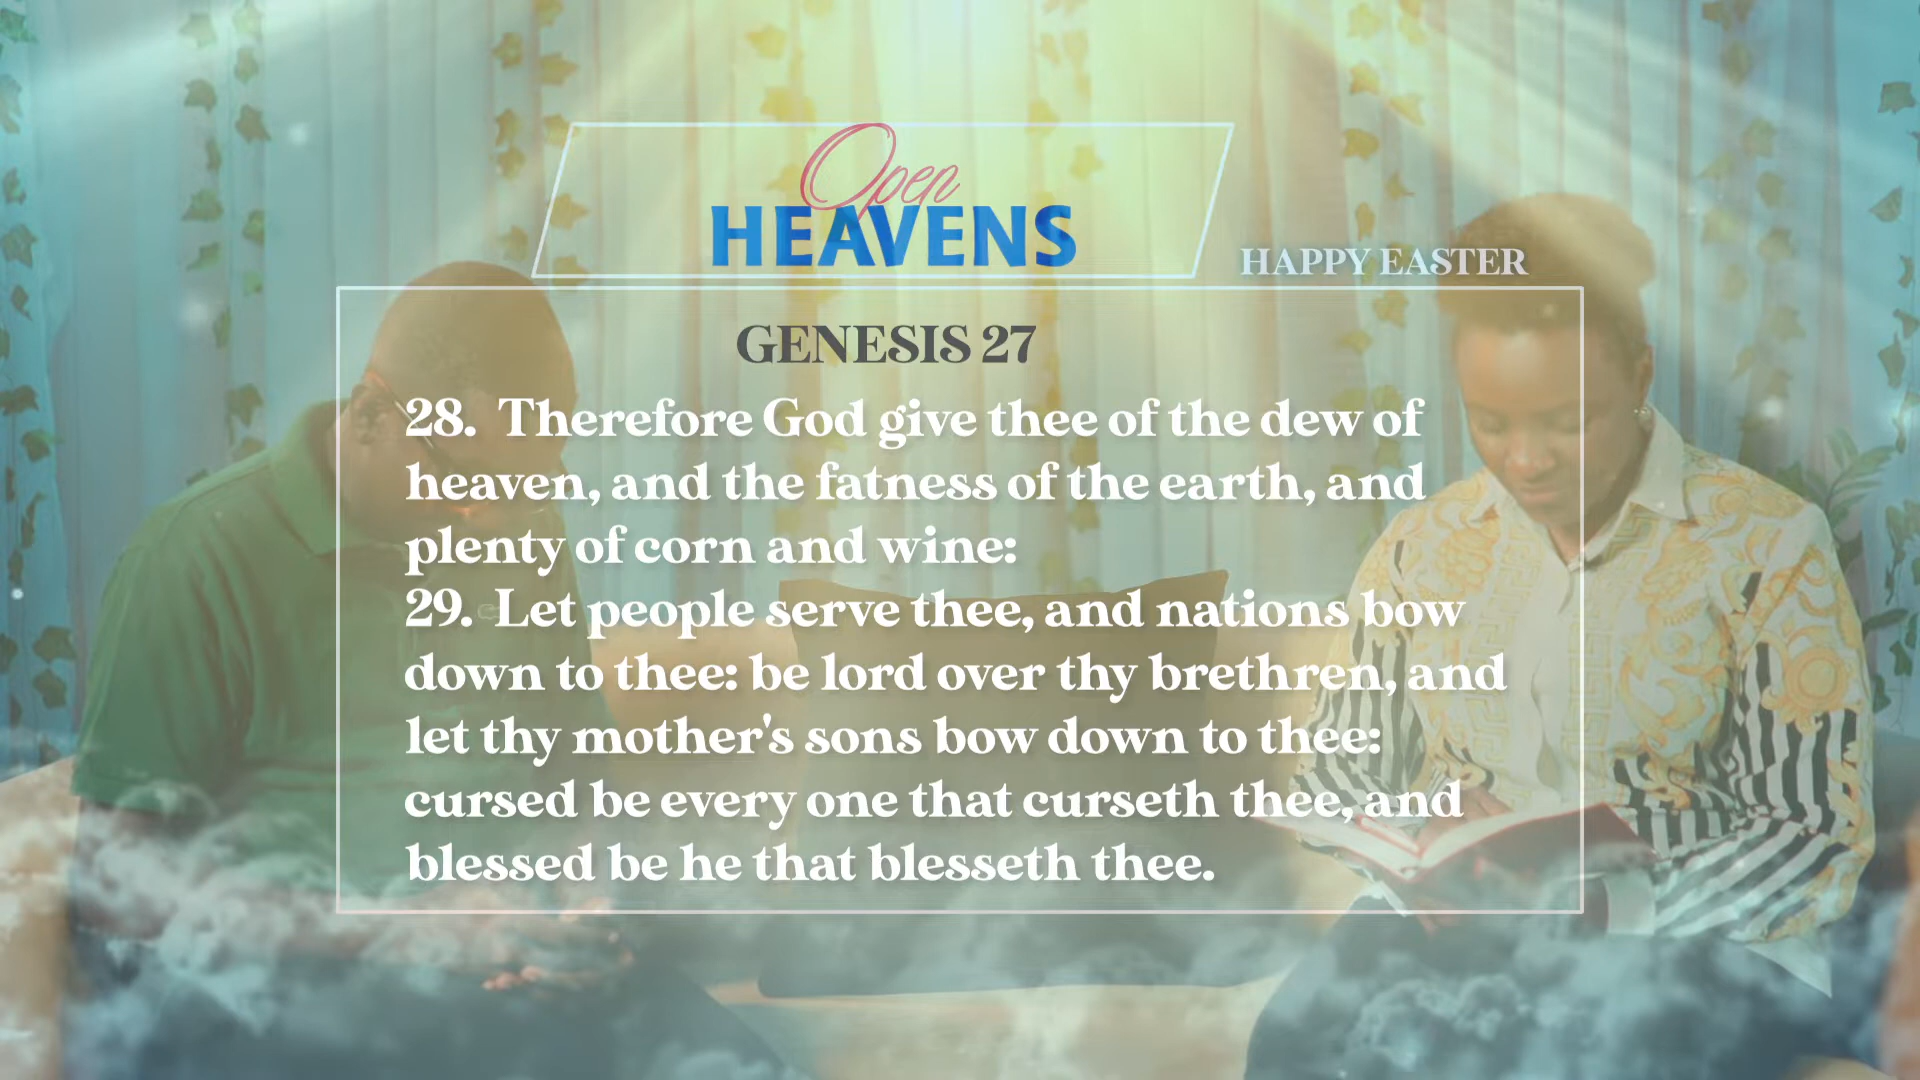 Open
HEAVENS
HAPPY EASTER
GENESIS 27
28. Therefore God give thee of the dew of
heaven, and the fatness of the earth, and
plenty of corn and wine:
29. Let people serve thee, and nations bow
down to thee: be lord over thy brethren, and
let thy mother's sons bow down to thee:
cursed be every one that curseth thee, and
blessed be he that blesseth thee.